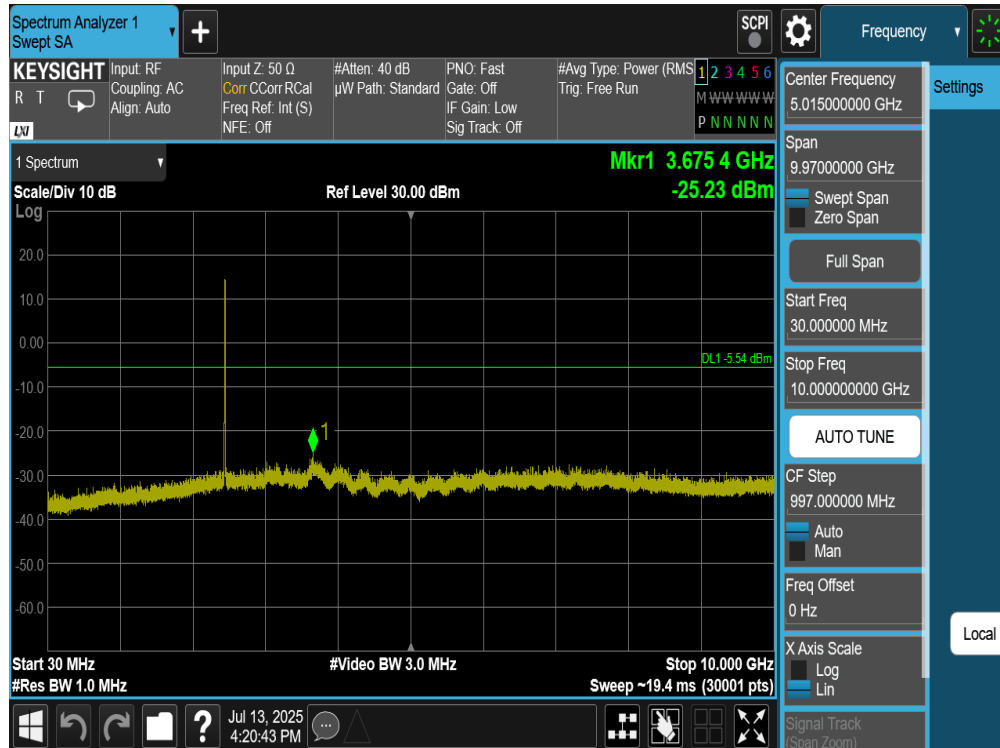 Spectrum Analyzer 1
Swept SA
+
SCPI
Frequency
KEYSIGHT
R T
LXI
Input: RF
Coupling: AC
Align: Auto
Input Z: 50 Ω
Corr CCorr RCal
Freq Ref: Int (S)
NFE: Off
#Atten: 40 dB
µW Path: Standard
PNO: Fast
Gate: Off
IF Gain: Low
Sig Track: Off
#Avg Type: Power (RMS
Trig: Free Run
1 2 3 4 5 6
M W W W W W
P N N N N N
1 Spectrum
Mkr1 3.675 4 GHz
-25.23 dBm
Scale/Div 10 dB
Ref Level 30.00 dBm
Log
20.0
10.0
0.00
DL1 -5.54 dBm
-10.0
-20.0
1
-30.0
-40.0
-50.0
-60.0
Start 30 MHz
#Video BW 3.0 MHz
Stop 10.000 GHz
#Res BW 1.0 MHz
Sweep ~19.4 ms (30001 pts)
Center Frequency
5.015000000 GHz
Settings
Span
9.97000000 GHz
Swept Span
Zero Span
Full Span
Start Freq
30.000000 MHz
Stop Freq
10.000000000 GHz
AUTO TUNE
CF Step
997.000000 MHz
Auto
Man
Freq Offset
0 Hz
Local
X Axis Scale
Log
Lin
Signal Track
(Span Zoom)
?
Jul 13, 2025
4:20:43 PM